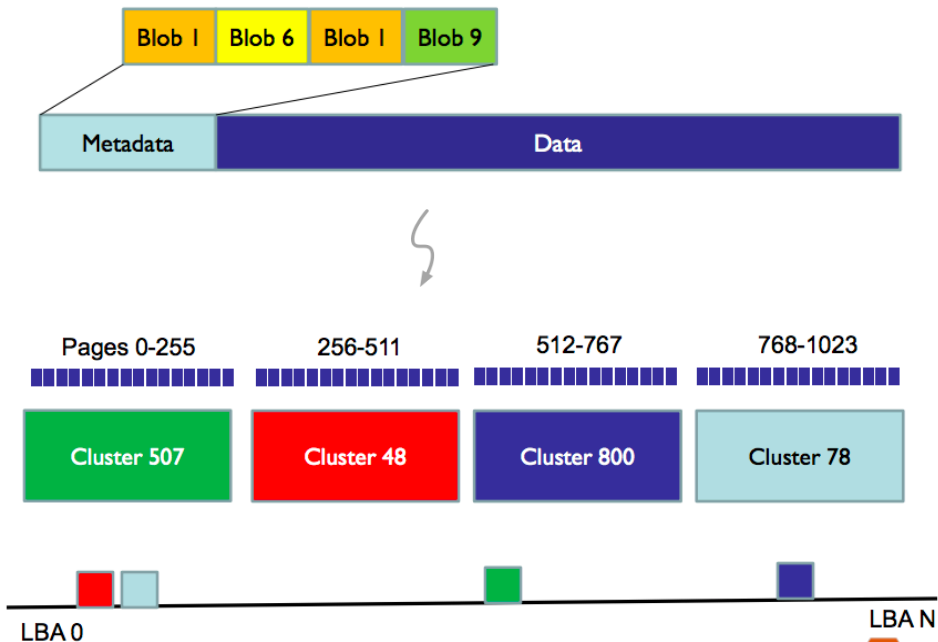 Blob 1 Blob 6 Blob 1 Blob 9
Metadata Data
Pages 0-255 256-511 512-767 768-1023
Cluster 507 Cluster 48 Cluster 800 Cluster 78
LBA 0 LBA N